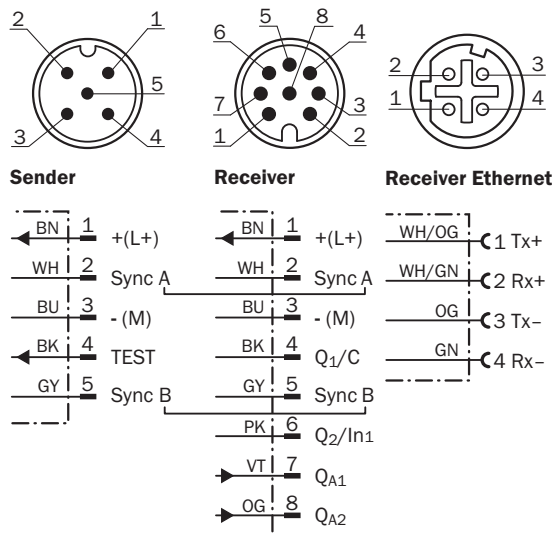 2 1
5
3 4
5 8
6 4
7 3
1 2
2 3
1 4
Sender
BN 1 +(L+)
WH 2 Sync A
BU 3 - (M)
BK 4 TEST
GY 5 Sync B
Receiver
BN 1 +(L+)
WH 2 Sync A
BU 3 - (M)
BK 4 Q1/C
GY 5 Sync B
PK 6 Q2/In1
VT 7 QA1
OG 8 QA2
Receiver Ethernet
WH/OG 1 Tx+
WH/GN 2 Rx+
OG 3 Tx–
GN 4 Rx–